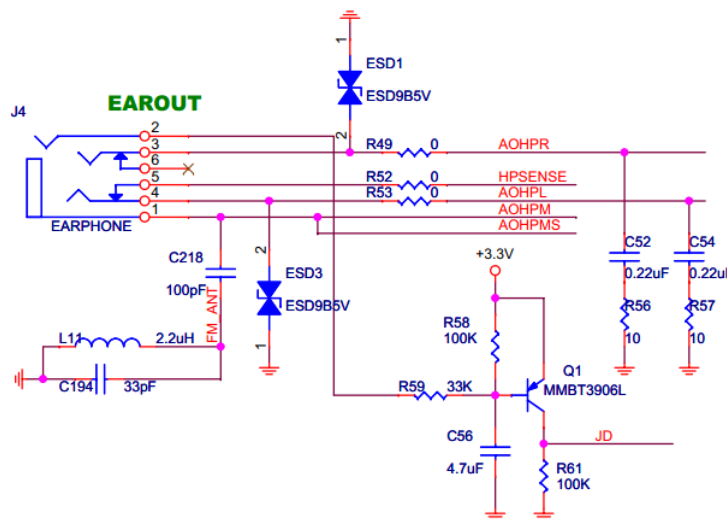 1
ESD1
ESD9B5V
2
J4
EAROUT
2
3
6
5
4
1
EARPHONE
R49 0 AOHPR
R52 0 HPSENSE
R53 0 AOHPL
AOHPM
AOHPMS
C218
100pF
FM_ANT
2
ESD3
ESD9B5V
1
L11 2.2uH
C194 33pF
+3.3V
R58
100K
R59 33K
Q1
MMBT3906L
C56
4.7uF
JD
R61
100K
C52
0.22uF
R56
10
C54
0.22uF
R57
10